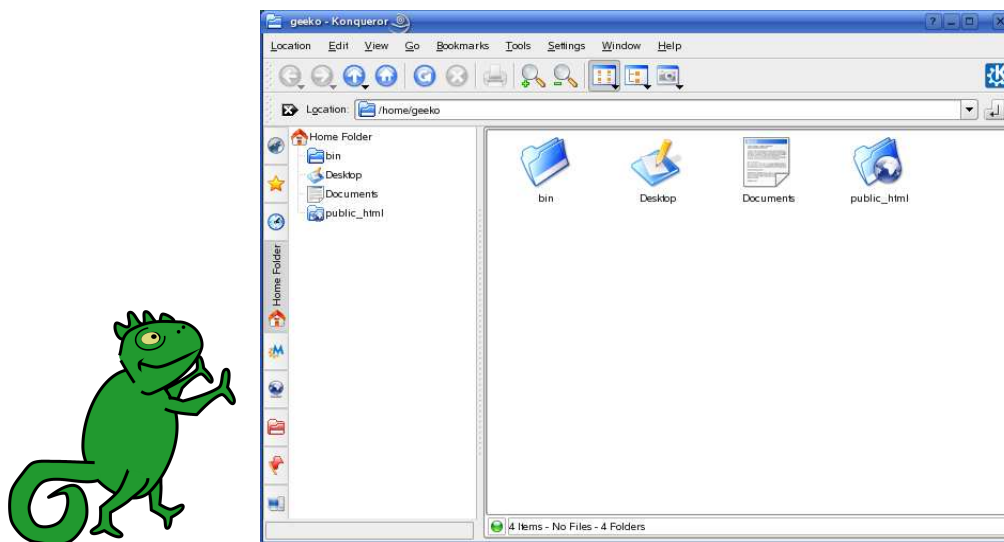 geeko - Konqueror
Location Edit View Go Bookmarks Tools Settings Window Help
Location: /home/geeko
Home Folder
bin
Desktop
Documents
public_html
Home Folder
bin Desktop Documents public_html
4 Items - No Files - 4 Folders